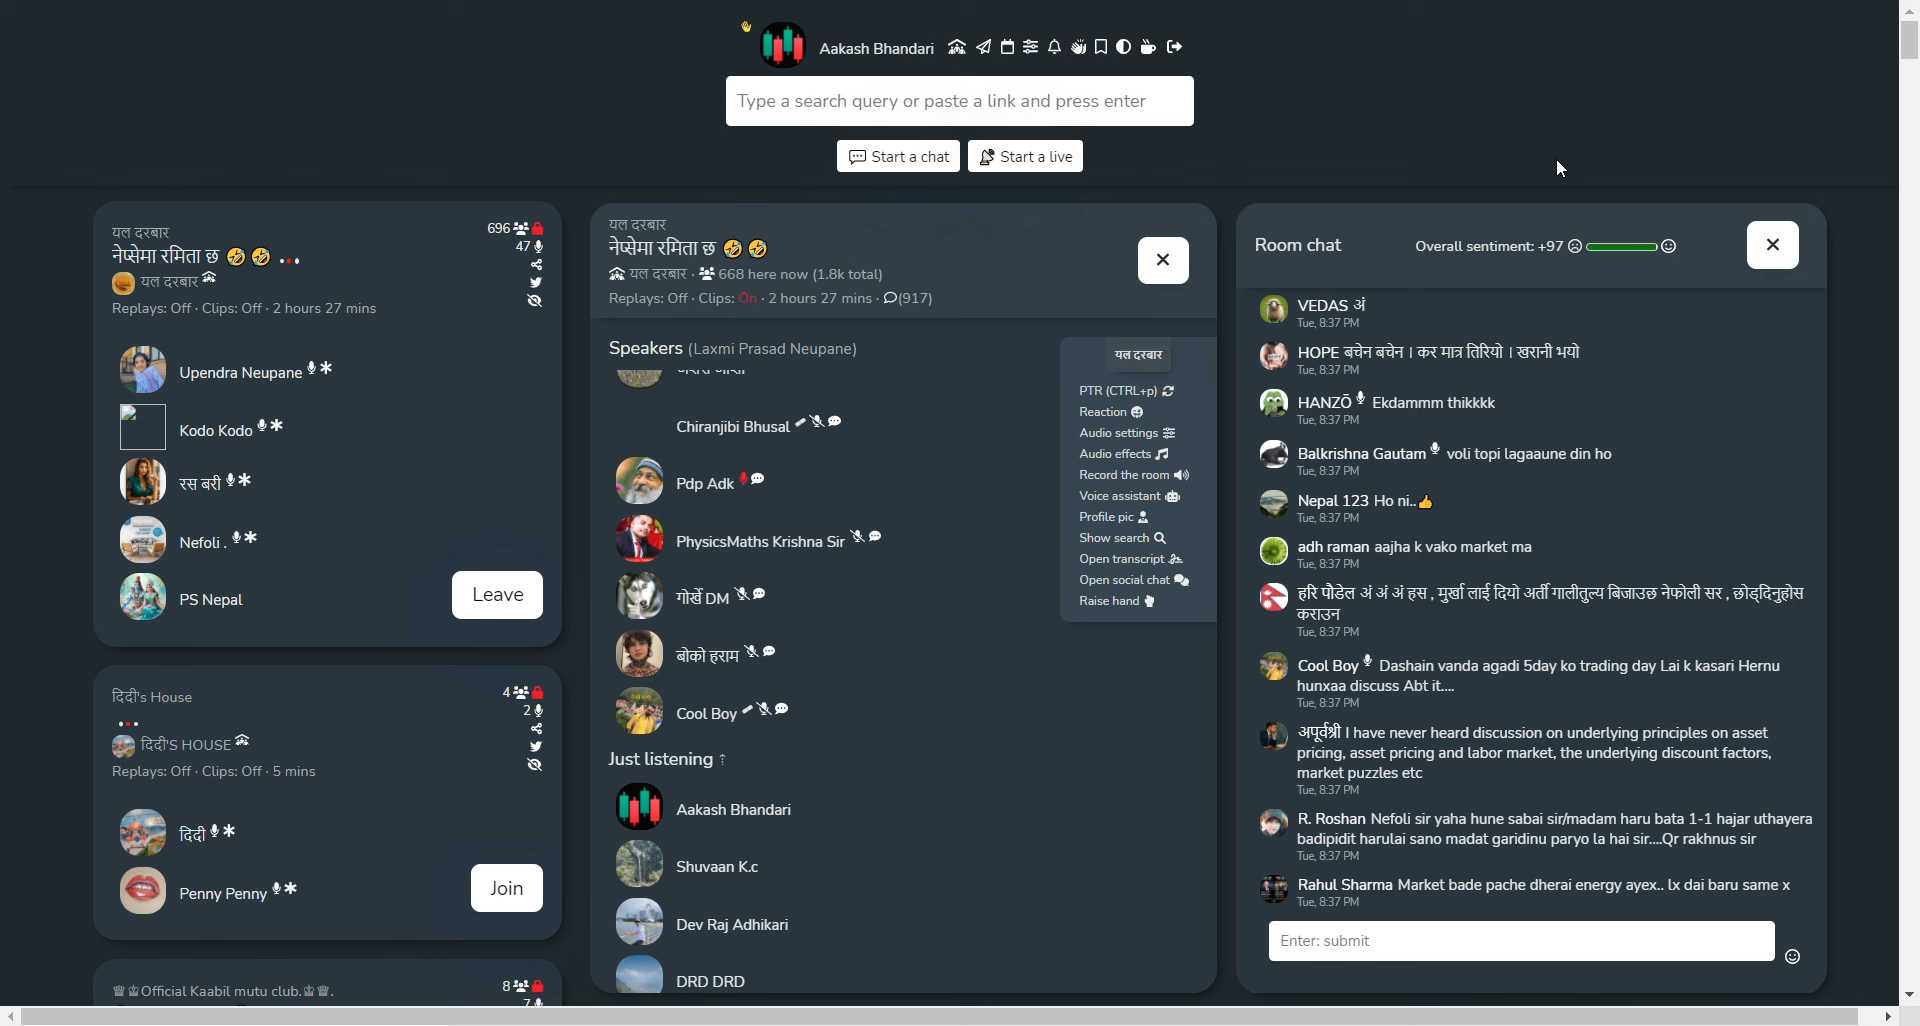 Aakash Bhandari
Type a search query or paste a link and press enter
Start a chat
Start a live
यल दरबार
696
नेप्सेमा रमिता छ 🤣 🤣
47
यल दरबार
Replays: Off · Clips: Off · 2 hours 27 mins
Upendra Neupane
Kodo Kodo
रस बरी
Nefoli .
PS Nepal
Leave
दिदी's House
4
2
दिदी'S HOUSE
Replays: Off · Clips: Off · 5 mins
दिदी
Penny Penny
Join
♕♔Official Kaabil mutu club.♔♕.
8
7
यल दरबार
नेप्सेमा रमिता छ 🤣 🤣
यल दरबार · 668 here now (1.8k total)
Replays: Off · Clips: On · 2 hours 27 mins · (917)
Speakers (Laxmi Prasad Neupane)
Chiranjibi Bhusal
Pdp Adk
PhysicsMaths Krishna Sir
गोर्खे DM
बोको हराम
Cool Boy
Just listening ⇡
Aakash Bhandari
Shuvaan K.c
Dev Raj Adhikari
DRD DRD
यल दरबार
PTR (CTRL+p)
Reaction
Audio settings
Audio effects
Record the room
Voice assistant
Profile pic
Show search
Open transcript
Open social chat
Raise hand
Room chat
Overall sentiment: +97
VEDAS अं
Tue, 8:37 PM
HOPE बचेन बचेन । कर मात्र तिरियो । खरानी भयो
Tue, 8:37 PM
HANZŌ Ekdammm thikkkk
Tue, 8:37 PM
Balkrishna Gautam voli topi lagaaune din ho
Tue, 8:37 PM
Nepal 123 Ho ni..👍
Tue, 8:37 PM
adh raman aajha k vako market ma
Tue, 8:37 PM
हरि पौडेल अं अं अं हस , मुर्खा लाई दियो अर्ती गालीतुल्य बिजाउछ नेफोली सर , छोड्दिनुहोस
कराउन
Tue, 8:37 PM
Cool Boy Dashain vanda agadi 5day ko trading day Lai k kasari Hernu
hunxaa discuss Abt it....
Tue, 8:37 PM
अपूर्वश्री I have never heard discussion on underlying principles on asset
pricing, asset pricing and labor market, the underlying discount factors,
market puzzles etc
Tue, 8:37 PM
R. Roshan Nefoli sir yaha hune sabai sir/madam haru bata 1-1 hajar uthayera
badipidit harulai sano madat garidinu paryo la hai sir....Qr rakhnus sir
Tue, 8:37 PM
Rahul Sharma Market bade pache dherai energy ayex.. lx dai baru same x
Tue, 8:37 PM
Enter: submit